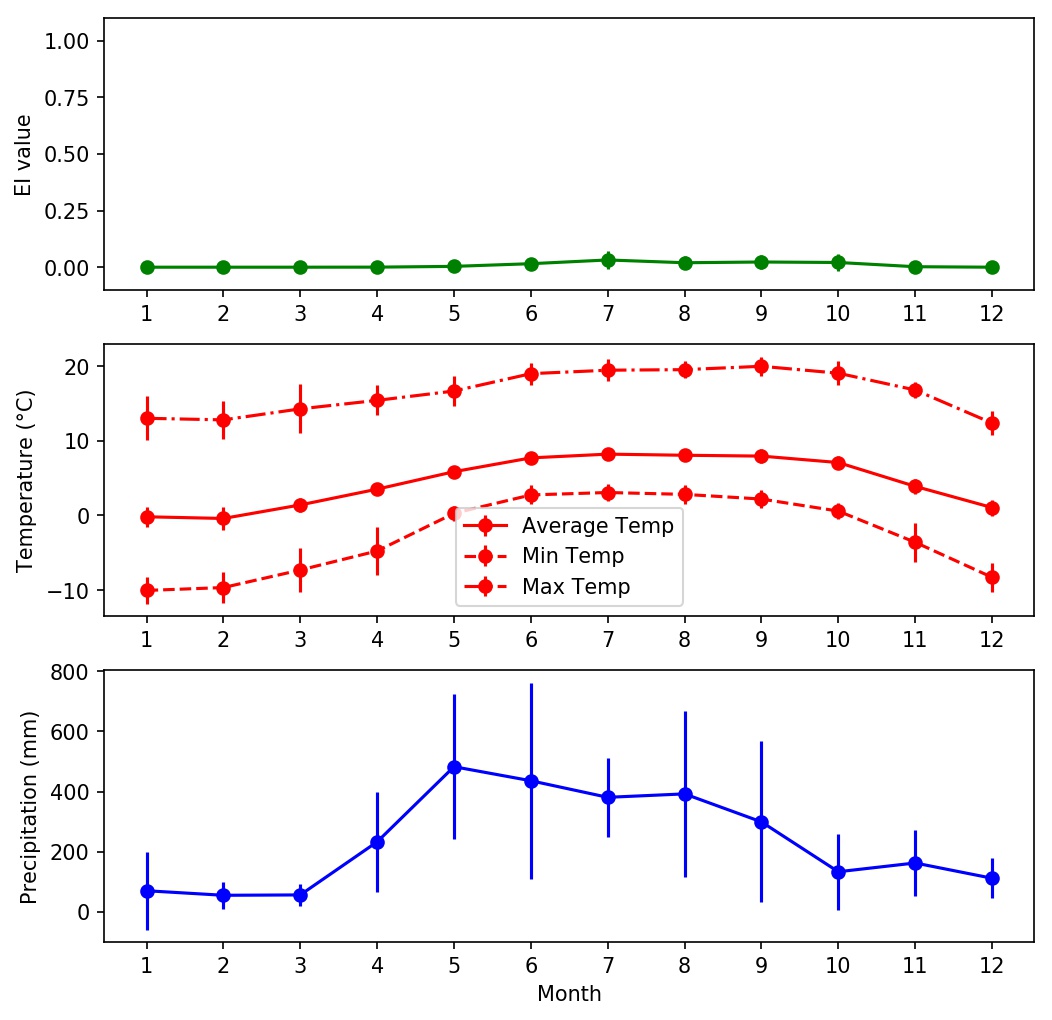 EI value
1.00
0.75
0.50
0.25
0.00
1 2 3 4 5 6 7 8 9 10 11 12
Temperature (°C)
20
10
0
−10
Average Temp
Min Temp
Max Temp
1 2 3 4 5 6 7 8 9 10 11 12
Precipitation (mm)
800
600
400
200
0
1 2 3 4 5 6 7 8 9 10 11 12
Month